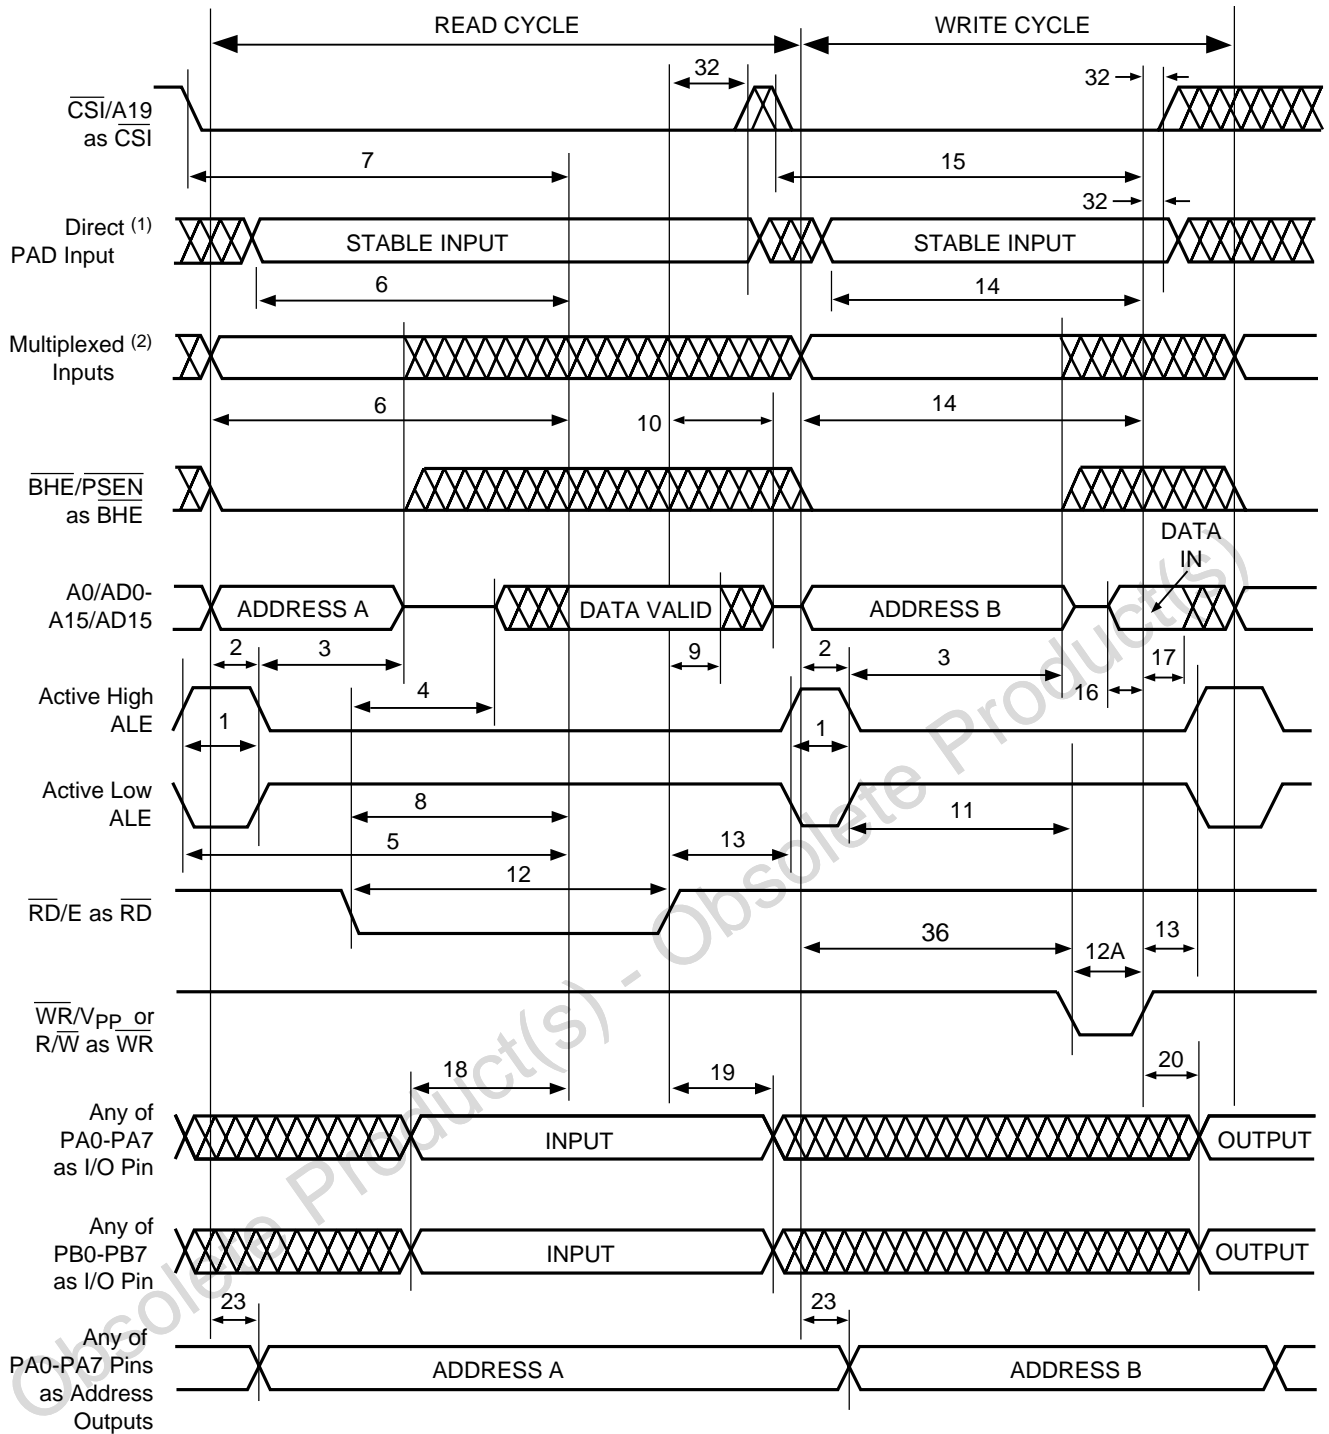 READ CYCLE
WRITE CYCLE
32
32
CSI/A19
as CSI
7
15
32
Direct (1)
PAD Input
STABLE INPUT
STABLE INPUT
6
14
Multiplexed (2)
Inputs
6
10
14
BHE/PSEN
as BHE
DATA
IN
A0/AD0-
A15/AD15
ADDRESS A
DATA VALID
ADDRESS B
2
3
9
2
3
17
4
16
Active High
ALE
1
1
Active Low
ALE
8
11
5
13
12
RD/E as RD
36
13
12A
WR/VPP or
R/W as WR
18
19
20
Any of
PA0-PA7
as I/O Pin
INPUT
OUTPUT
Any of
PB0-PB7
as I/O Pin
INPUT
OUTPUT
23
23
Any of
PA0-PA7 Pins
as Address
Outputs
ADDRESS A
ADDRESS B
Obsolete Product(s) - Obsolete Product(s)